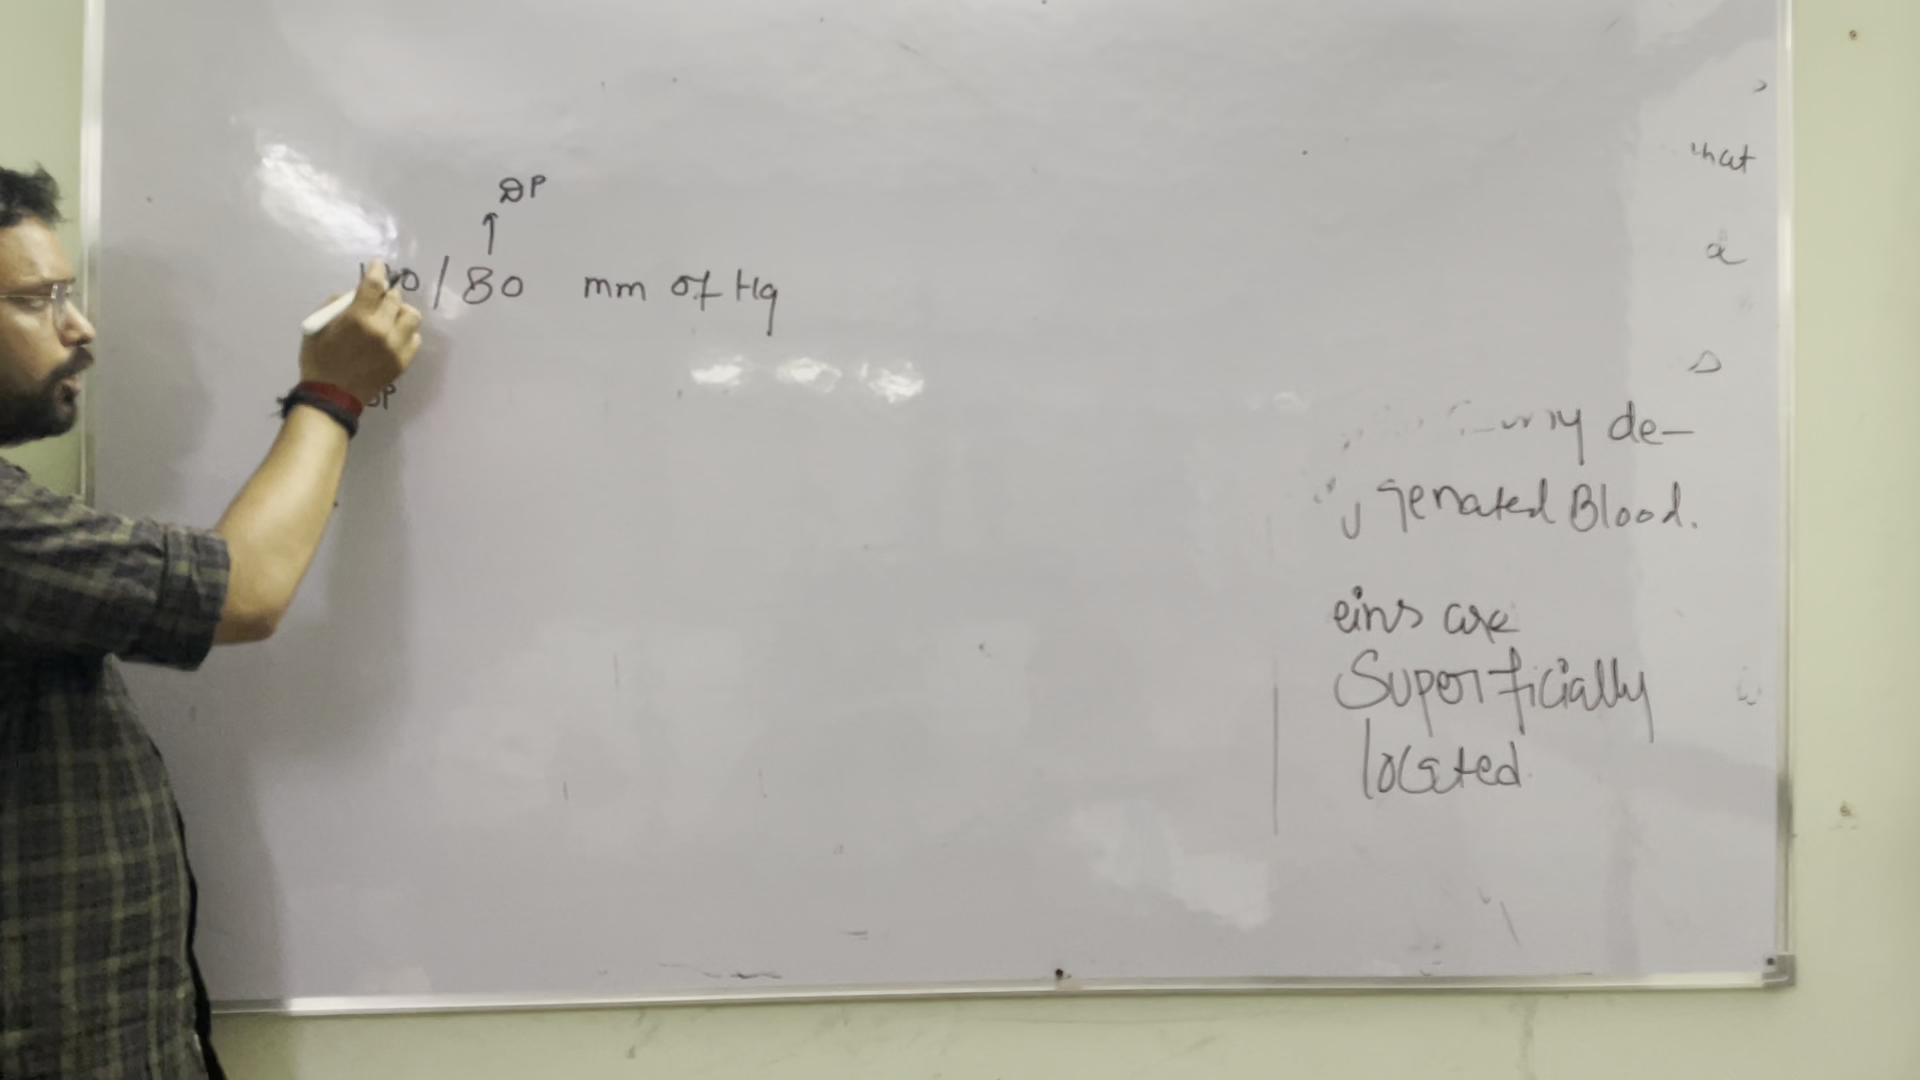 DP
/80 mm of Hg
that
a
de-
genated Blood.
eins are
Superficially
located